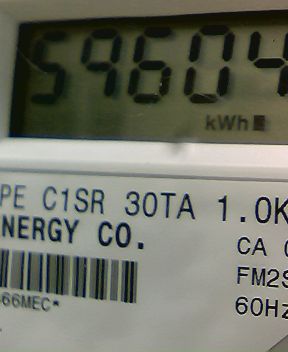 59604
kWh
PE C1SR 30TA 1.0K
NERGY CO.
CA
FM2S
66MEC*
60Hz